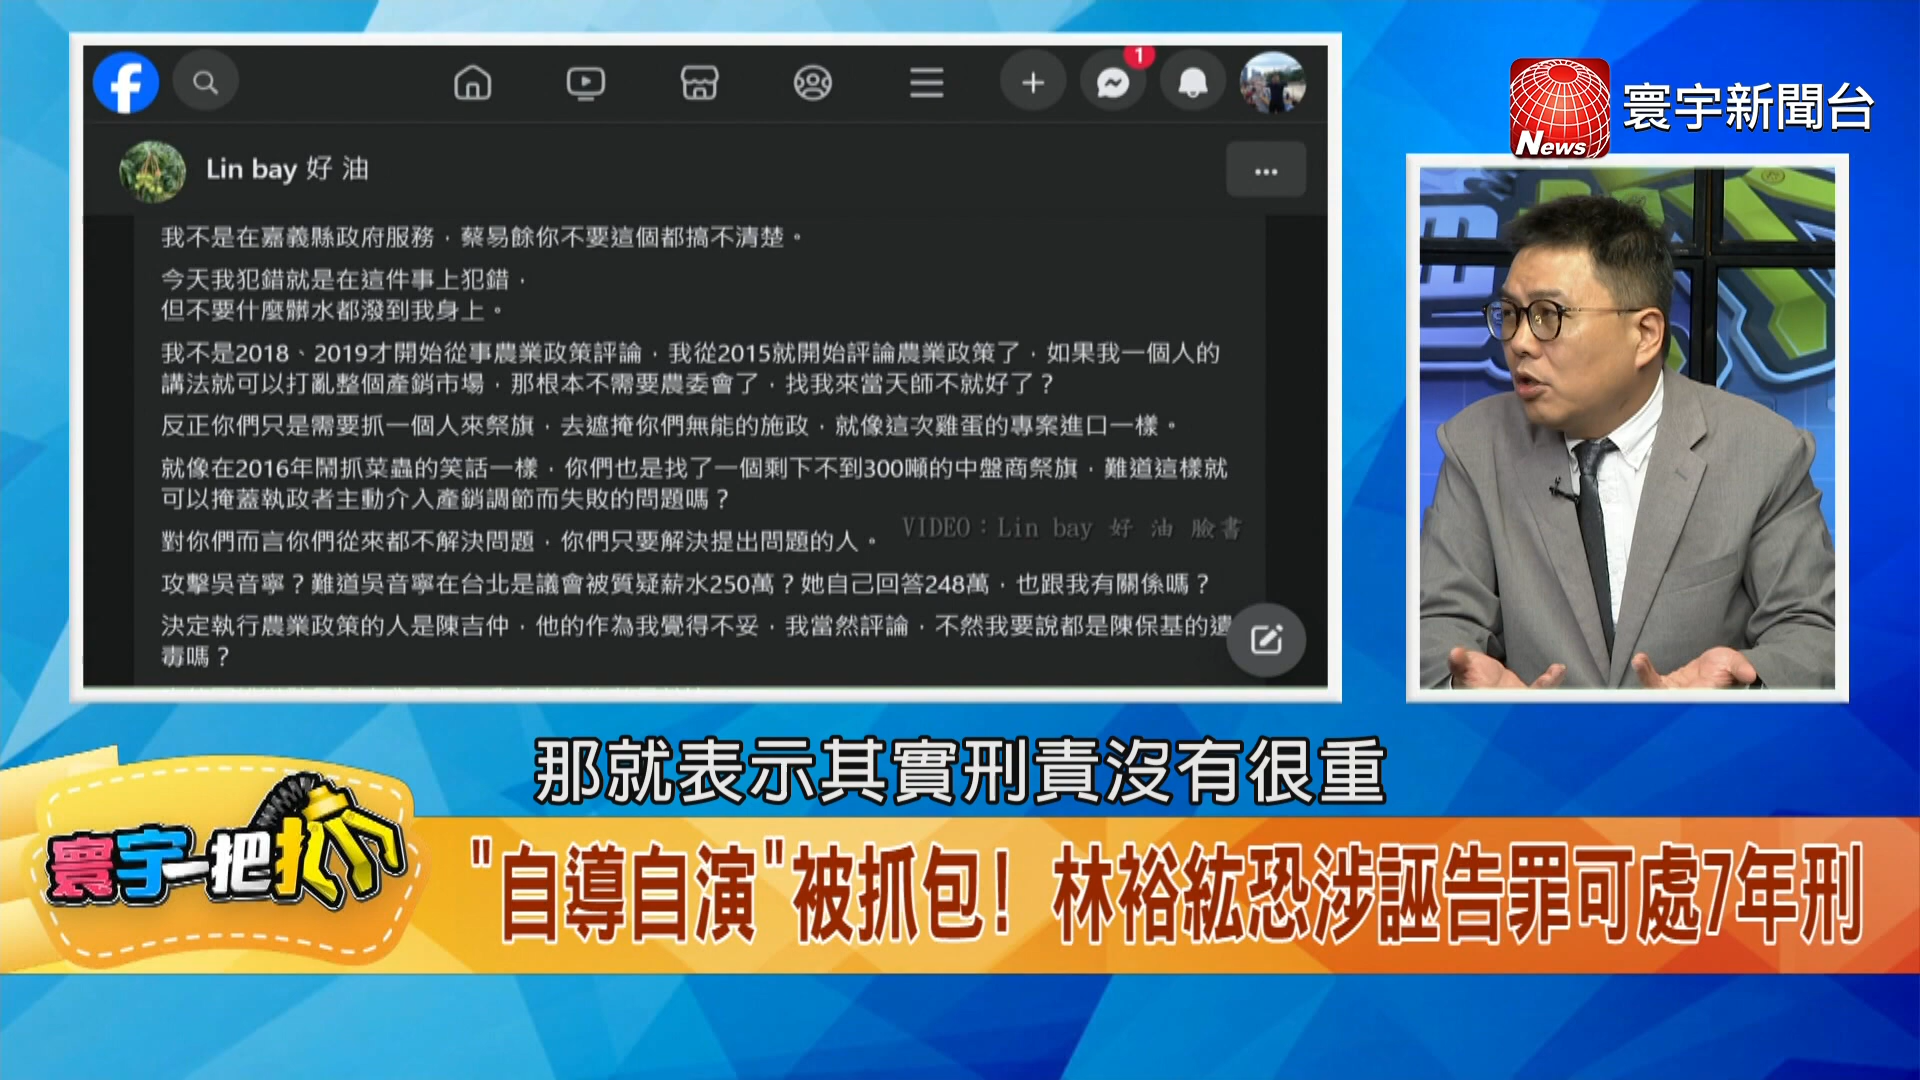 1
寰宇新聞台
News
Lin bay 好 油
我不是在嘉義縣政府服務，蔡易餘你不要這個都搞不清楚。
今天我犯錯就是在這件事上犯錯，
但不要什麼髒水都潑到我身上。
我不是2018、2019才開始從事農業政策評論，我從2015就開始評論農業政策了，如果我一個人的
講法就可以打亂整個產銷市場，那根本不需要農委會了，找我來當天師不就好了？
反正你們只是需要抓一個人來祭旗，去遮掩你們無能的施政，就像這次雞蛋的專案進口一樣。
就像在2016年鬧抓菜蟲的笑話一樣，你們也是找了一個剩下不到300噸的中盤商祭旗，難道這樣就
可以掩蓋執政者主動介入產銷調節而失敗的問題嗎？
對你們而言你們從來都不解決問題，你們只要解決提出問題的人。
VIDEO：Lin bay 好 油 臉書
攻擊吳音寧？難道吳音寧在台北是議會被質疑薪水250萬？她自己回答248萬，也跟我有關係嗎？
決定執行農業政策的人是陳吉仲，他的作為我覺得不妥，我當然評論，不然我要說都是陳保基的遺
毒嗎？
那就表示其實刑責沒有很重
寰宇一把抓
"自導自演"被抓包！ 林裕紘恐涉誣告罪可處7年刑